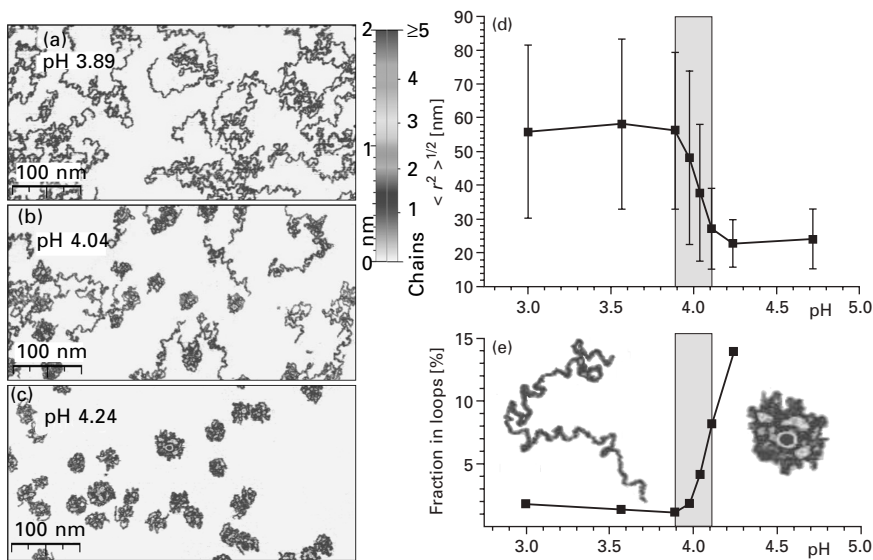 (a)
pH 3.89
100 nm
(b)
pH 4.04
100 nm
(c)
pH 4.24
100 nm
2
1
0
nm
≥5
4
3
2
1
Chains
(d)
90
80
70
60
50
40
30
20
10
< r² >^1/2 [nm]
3.0 3.5 4.0 4.5 5.0
pH
(e)
15
10
5
Fraction in loops [%]
3.0 3.5 4.0 4.5 5.0
pH